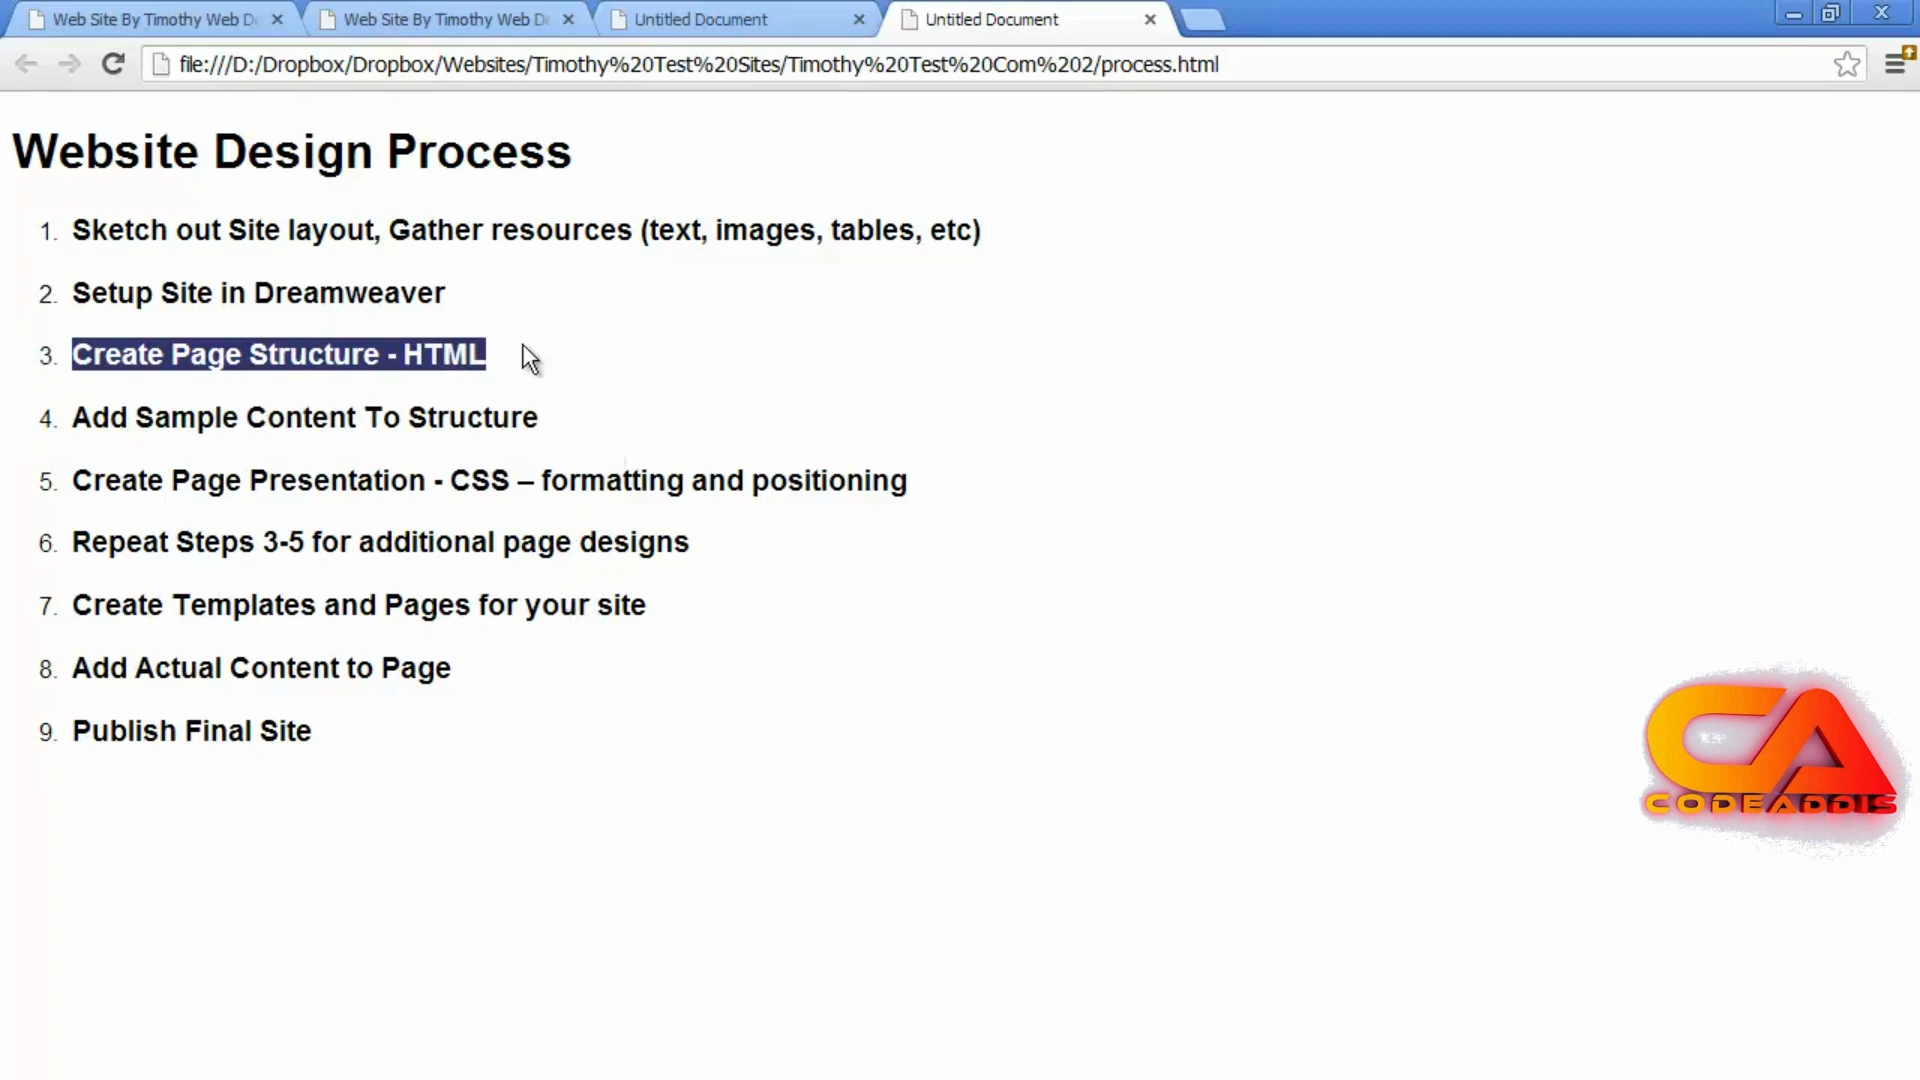 Web Site By Timothy Web D
Web Site By Timothy Web De
Untitled Document
Untitled Document
file:///D:/Dropbox/Dropbox/Websites/Timothy%20Test%20Sites/Timothy%20Test%20Com%202/process.html
Website Design Process
1. Sketch out Site layout, Gather resources (text, images, tables, etc)
2. Setup Site in Dreamweaver
3. Create Page Structure - HTML
4. Add Sample Content To Structure
5. Create Page Presentation - CSS – formatting and positioning
6. Repeat Steps 3-5 for additional page designs
7. Create Templates and Pages for your site
8. Add Actual Content to Page
9. Publish Final Site
CA
CODEADDIS